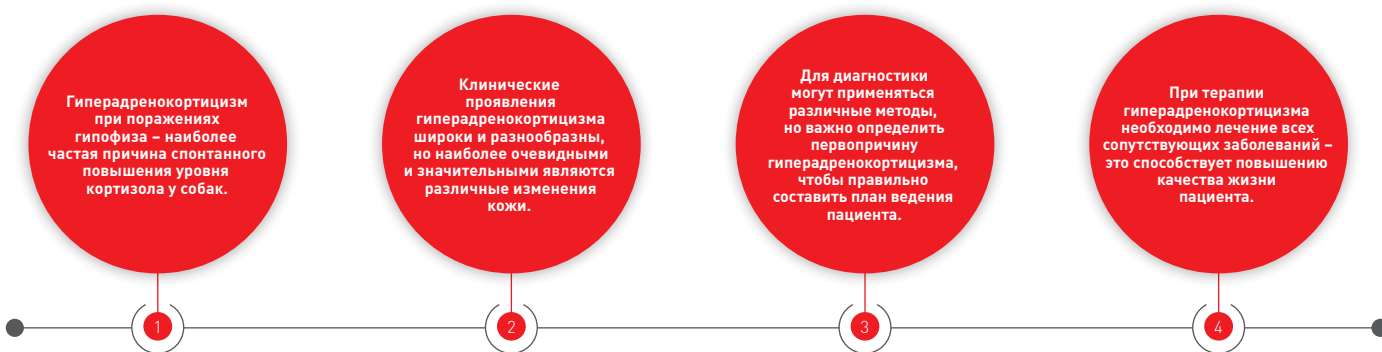 Гиперадренокортицизм
при поражениях
гипофиза – наиболее
частая причина спонтанного
повышения уровня
кортизола у собак.
1
Клинические
проявления
гиперадренокортицизма
широки и разнообразны,
но наиболее очевидными
и значительными являются
различные изменения
кожи.
2
Для диагностики
могут применяться
различные методы,
но важно определить
первопричину
гиперадренокортицизма,
чтобы правильно
составить план ведения
пациента.
3
При терапии
гиперадренокортицизма
необходимо лечение всех
сопутствующих заболеваний –
это способствует повышению
качества жизни
пациента.
4